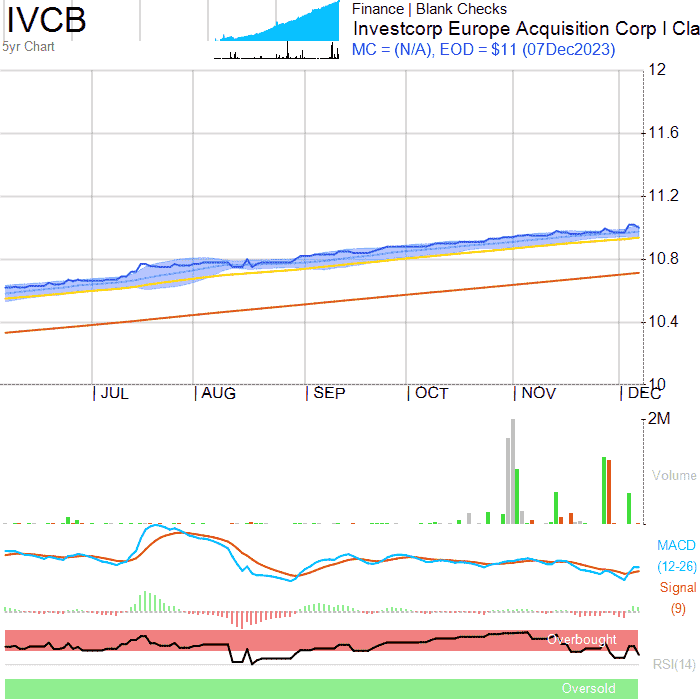 IVCB
5yr Chart
Finance | Blank Checks
Investcorp Europe Acquisition Corp I Cla
MC = (N/A), EOD = $11 (07Dec2023)
12
11.6
11.2
10.8
10.4
10
JUL AUG SEP OCT NOV DEC
2M
Volume
MACD
(12-26)
Signal
(9)
Overbought
RSI(14)
Oversold